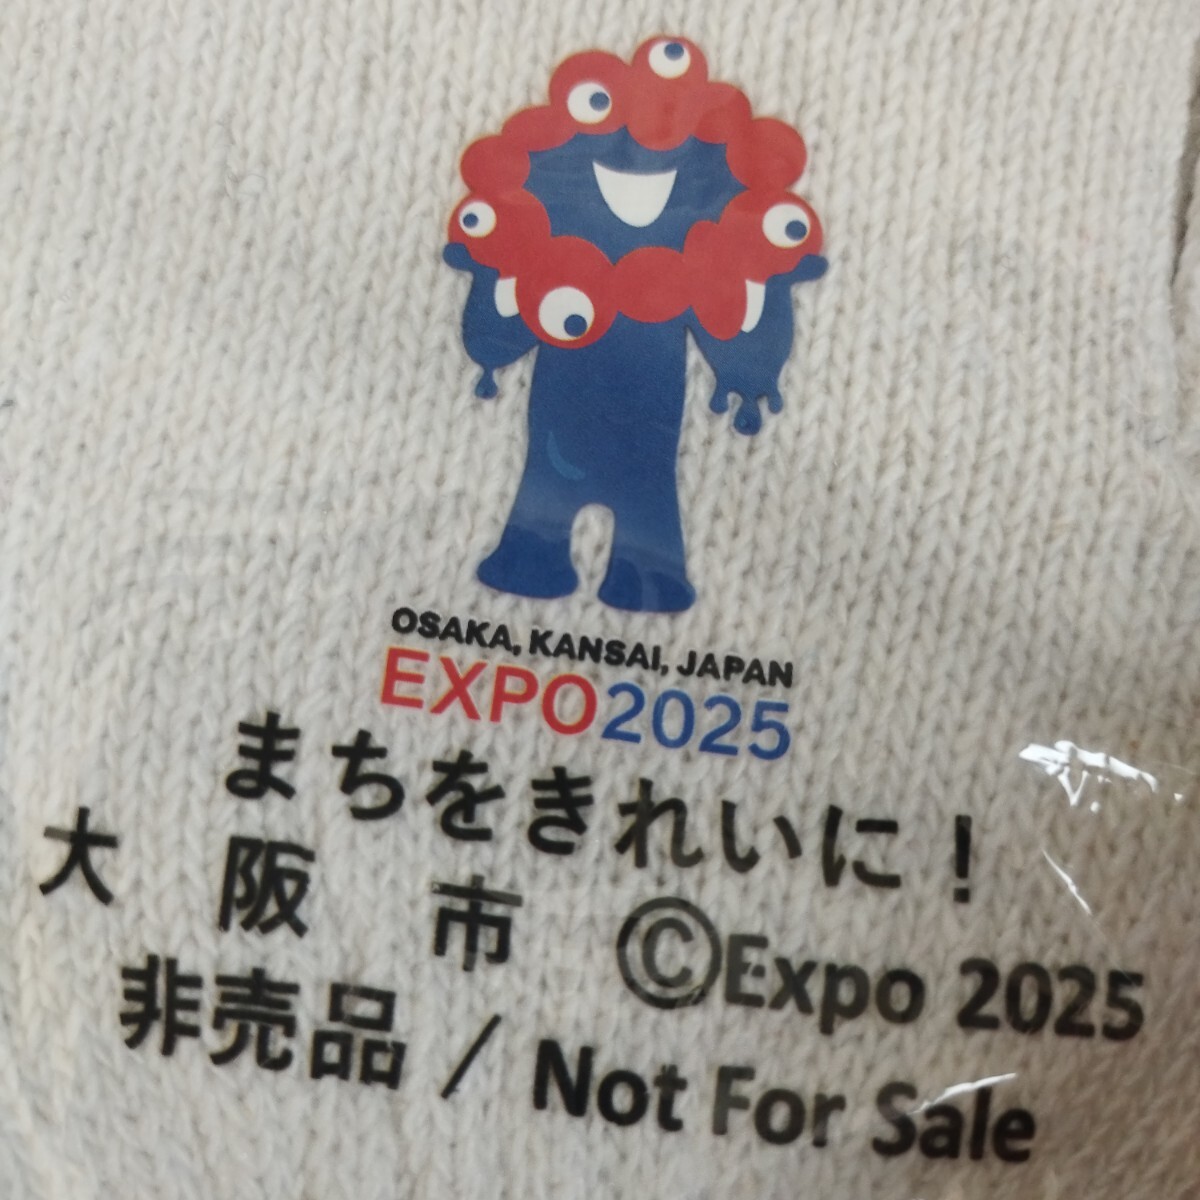 OSAKA, KANSAI, JAPAN
EXPO2025
まちをきれいに！
大阪市 ©Expo 2025
非売品 / Not For Sale